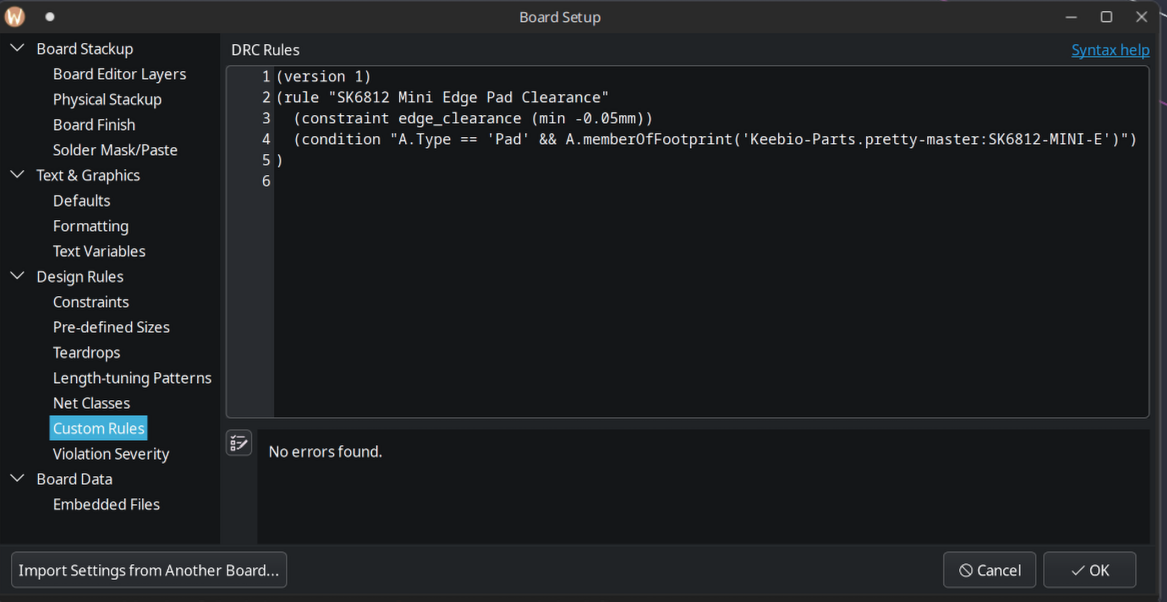 Board Setup
Board Stackup
Board Editor Layers
Physical Stackup
Board Finish
Solder Mask/Paste
Text & Graphics
Defaults
Formatting
Text Variables
Design Rules
Constraints
Pre-defined Sizes
Teardrops
Length-tuning Patterns
Net Classes
Custom Rules
Violation Severity
Board Data
Embedded Files
DRC Rules
Syntax help
1 (version 1)
2 (rule "SK6812 Mini Edge Pad Clearance"
3   (constraint edge_clearance (min -0.05mm))
4   (condition "A.Type == 'Pad' && A.memberOfFootprint('Keebio-Parts.pretty-master:SK6812-MINI-E')")
5 )
6
No errors found.
Import Settings from Another Board...
Cancel
OK